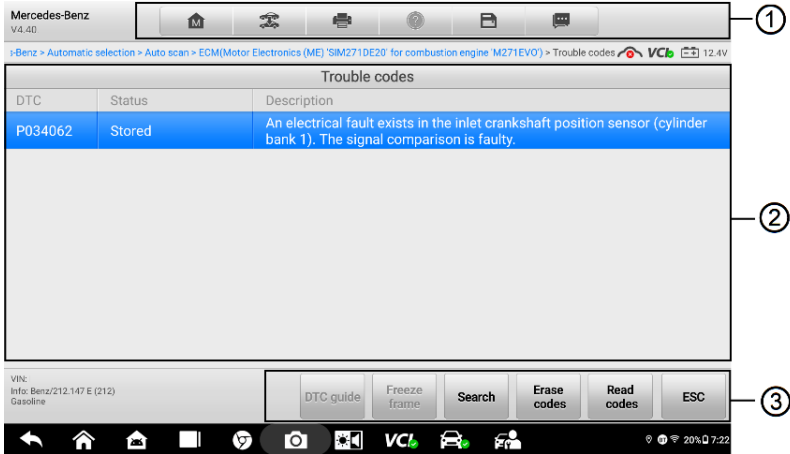 Mercedes-Benz
V4.40
M
?
①
:-Benz > Automatic selection > Auto scan > ECM(Motor Electronics (ME) 'SIM271DE20' for combustion engine 'M271EVO') > Trouble codes
VCI 12.4V
Trouble codes
DTC Status Description
P034062 Stored An electrical fault exists in the inlet crankshaft position sensor (cylinder
bank 1). The signal comparison is faulty.
②
VIN:
Info: Benz/212.147 E (212)
Gasoline
DTC guide
Freeze
frame
Search
Erase
codes
Read
codes
ESC
③
VCI
20% 7:22